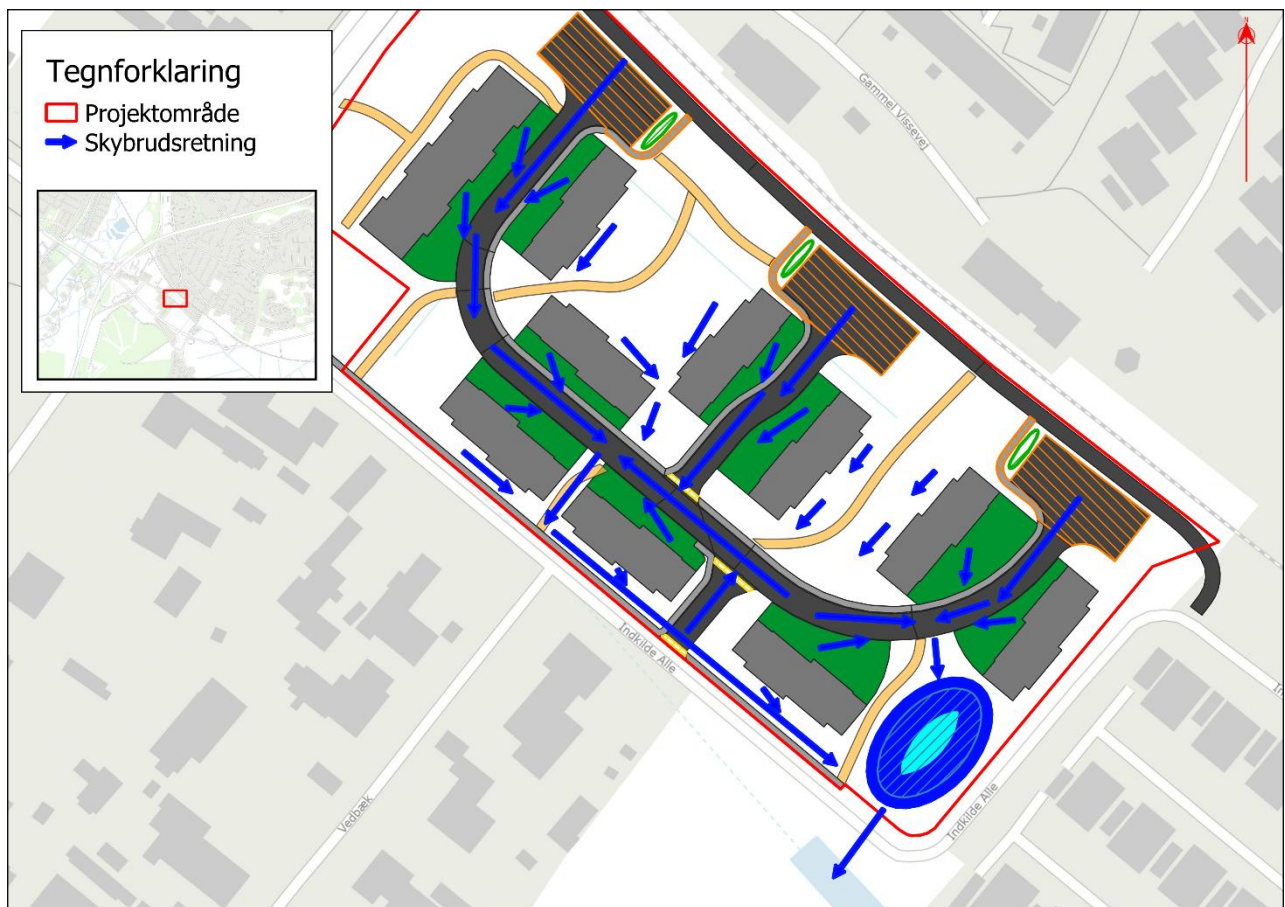 Tegnforklaring
Projektområde
Skybrudsretning
N
Gammel Vissevej
Indkilde Alle
Indkilde Alle
Vedbæk